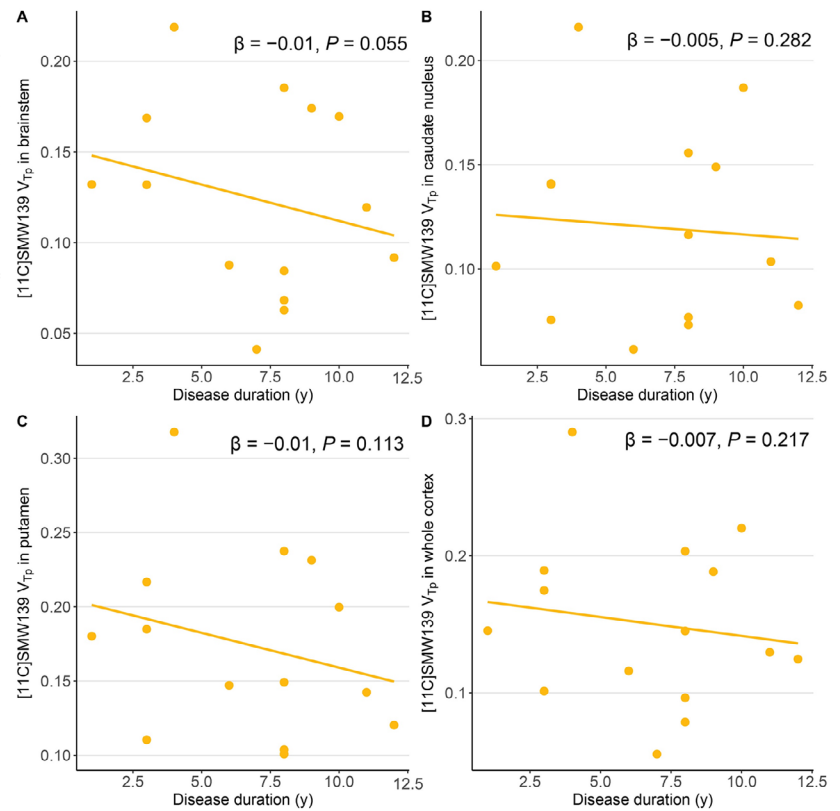 A
β = −0.01, P = 0.055
[11C]SMW139 VTp in brainstem
0.20
0.15
0.10
0.05
2.5 5.0 7.5 10.0 12.5
Disease duration (y)
B
β = −0.005, P = 0.282
[11C]SMW139 VTp in caudate nucleus
0.20
0.15
0.10
2.5 5.0 7.5 10.0 12.5
Disease duration (y)
C
β = −0.01, P = 0.113
[11C]SMW139 VTp in putamen
0.30
0.25
0.20
0.15
0.10
2.5 5.0 7.5 10.0 12.5
Disease duration (y)
D
β = −0.007, P = 0.217
[11C]SMW139 VTp in whole cortex
0.3
0.2
0.1
2.5 5.0 7.5 10.0 12.5
Disease duration (y)